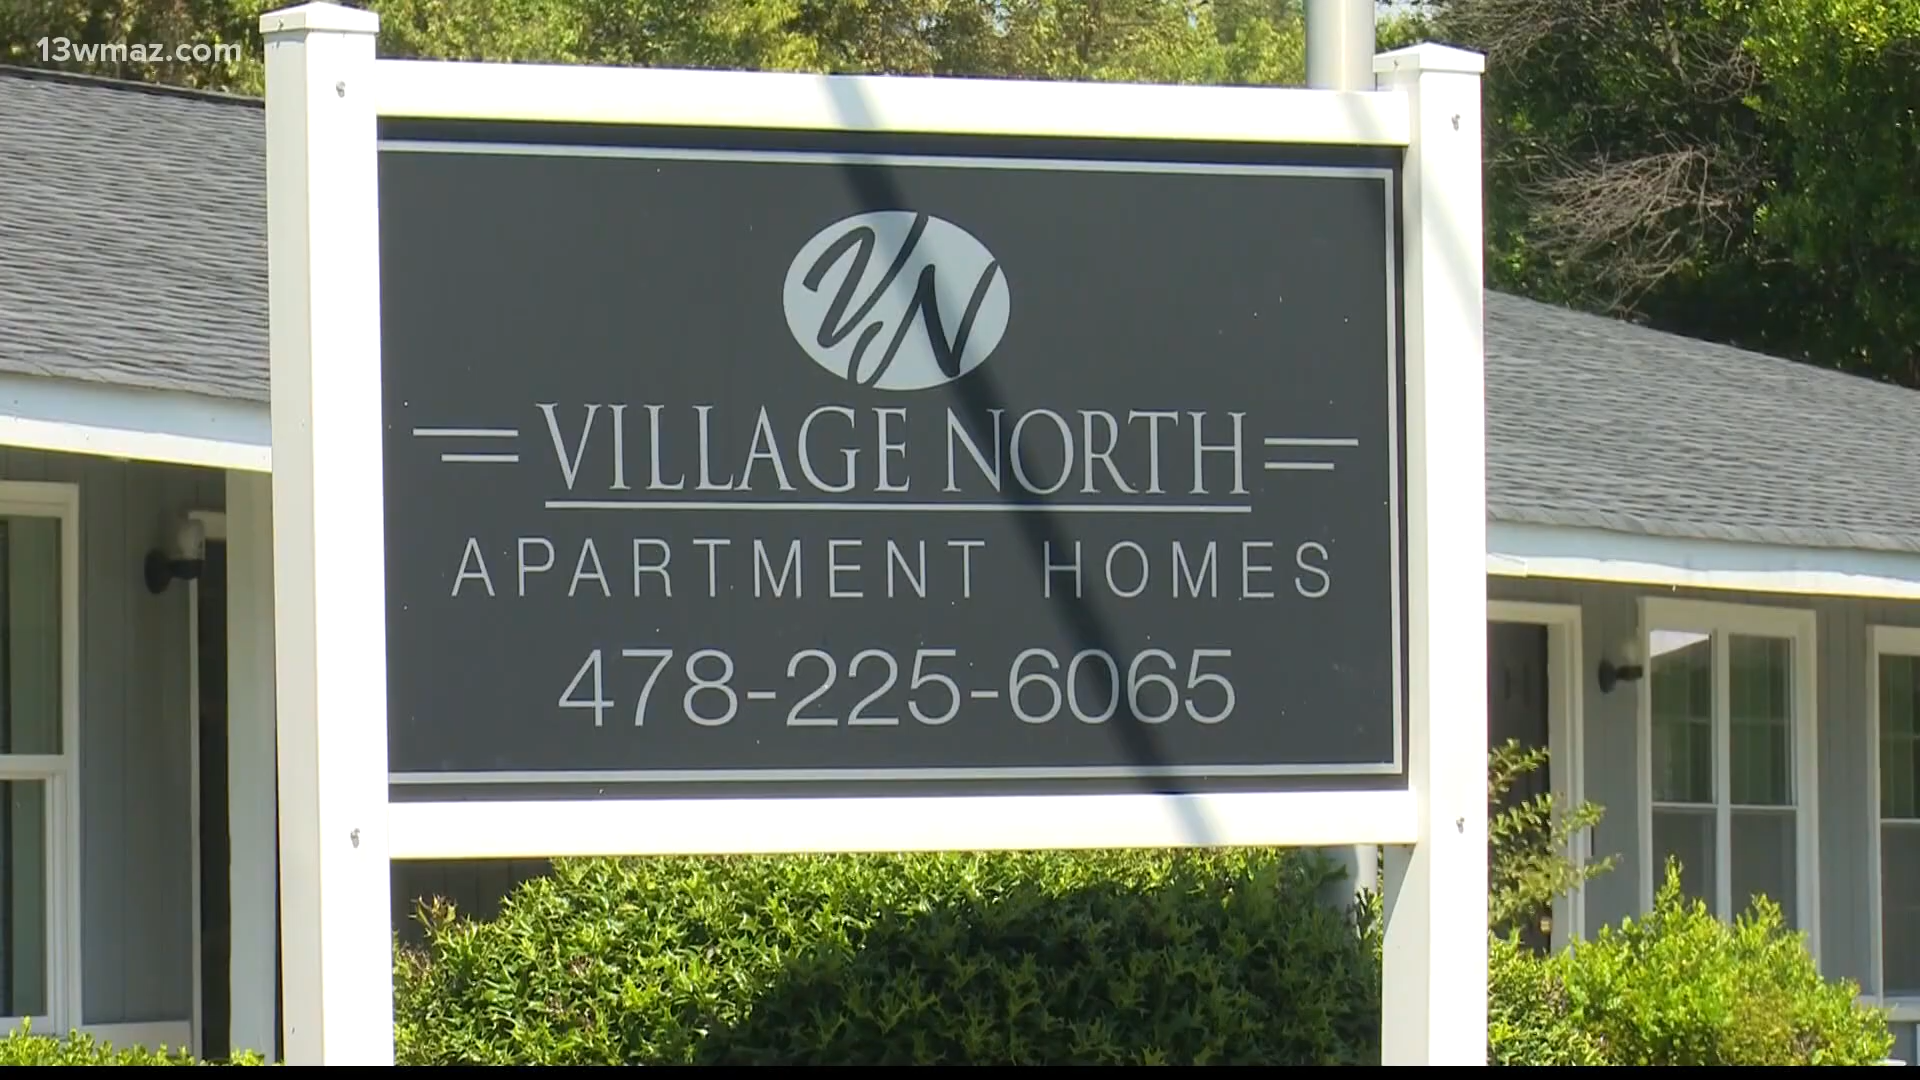 13wmaz.com
VN
VILLAGE NORTH
APARTMENT HOMES
478-225-6065